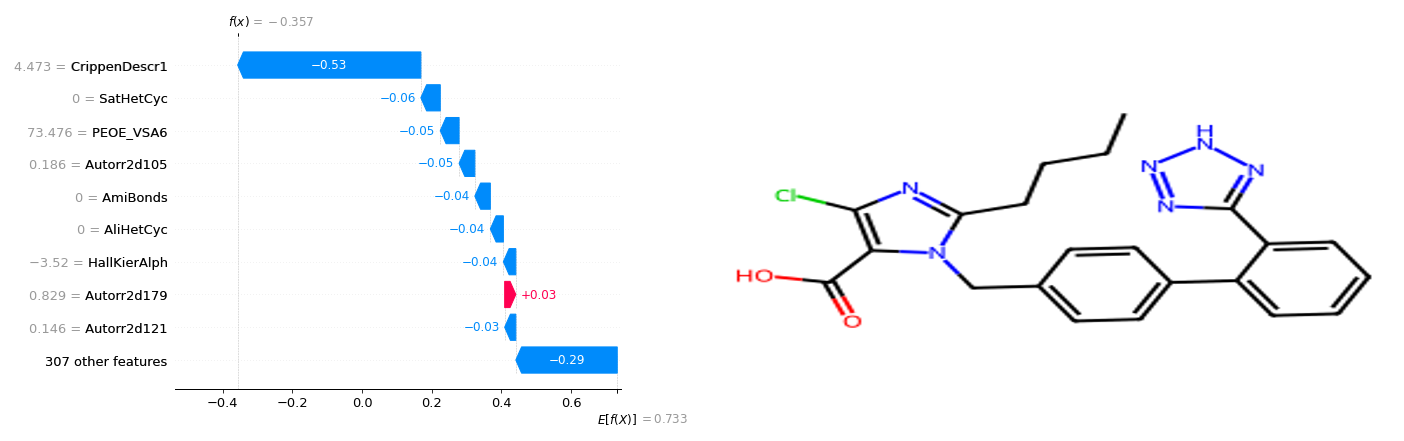 f(x) = −0.357
4.473 = CrippenDescr1
−0.53
0 = SatHetCyc
−0.06
73.476 = PEOE_VSA6
−0.05
0.186 = Autorr2d105
−0.05
0 = AmiBonds
−0.04
0 = AliHetCyc
−0.04
−3.52 = HallKierAlph
−0.04
0.829 = Autorr2d179
+0.03
0.146 = Autorr2d121
−0.03
307 other features
−0.29
−0.4 −0.2 0.0 0.2 0.4 0.6
E[f(X)] = 0.733
H
N
N
N
N
Cl
N
N
HO
O